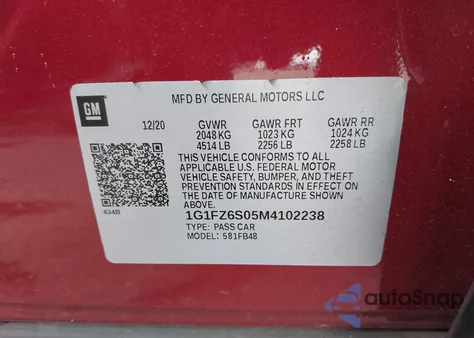 MFD BY GENERAL MOTORS LLC
GM
12/20 GVWR GAWR FRT GAWR RR
2048 KG 1023 KG 1024 KG
4514 LB 2256 LB 2258 LB
THIS VEHICLE CONFORMS TO ALL
APPLICABLE U.S. FEDERAL MOTOR
VEHICLE SAFETY, BUMPER, AND THEFT
PREVENTION STANDARDS IN EFFECT ON
THE DATE OF MANUFACTURE SHOWN
ABOVE.
434B
1G1FZ6S05M4102238
TYPE: PASS CAR
MODEL: 581FB48
autoSnap